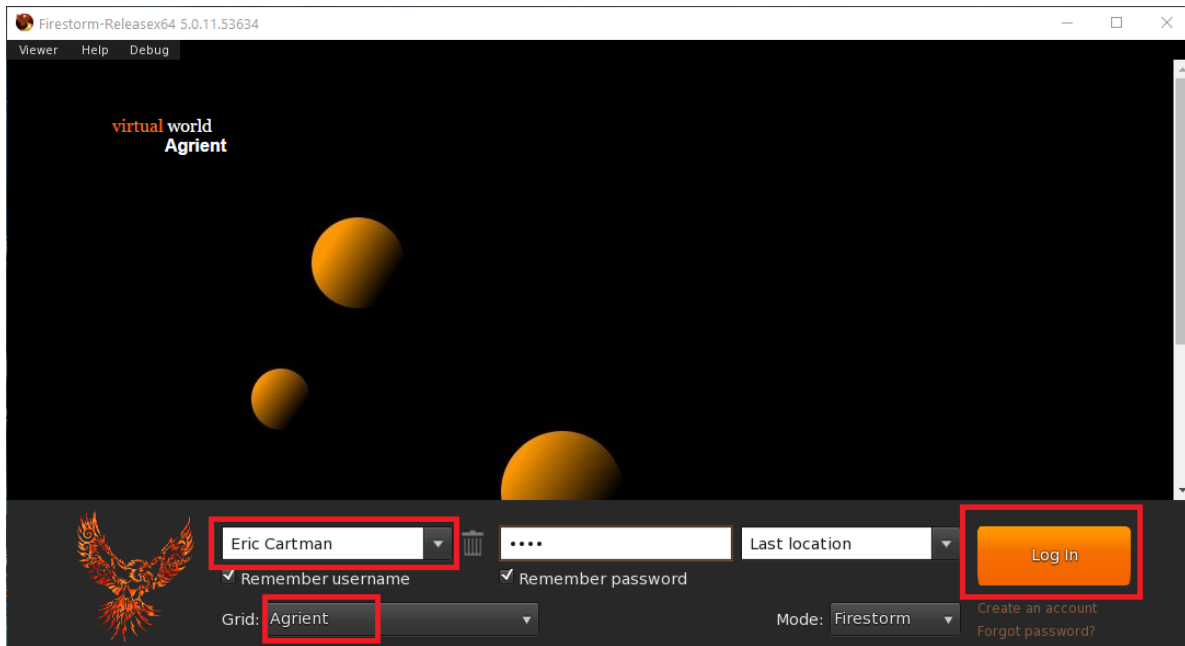 Firestorm-Releasex64 5.0.11.53634
Viewer Help Debug
virtual world
Agrient
Eric Cartman •••• Last location Log In
Remember username Remember password
Grid: Agrient Mode: Firestorm Create an account
Forgot password?